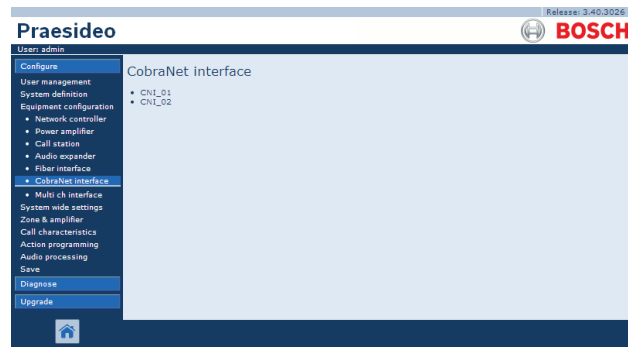 Release: 3.40.3026
Praesideo
BOSCH
User: admin
Configure
User management
System definition
Equipment configuration
• Network controller
• Power amplifier
• Call station
• Audio expander
• Fiber interface
• CobraNet interface
• Multi ch interface
System wide settings
Zone & amplifier
Call characteristics
Action programming
Audio processing
Save
Diagnose
Upgrade
CobraNet interface
• CNI_01
• CNI_02